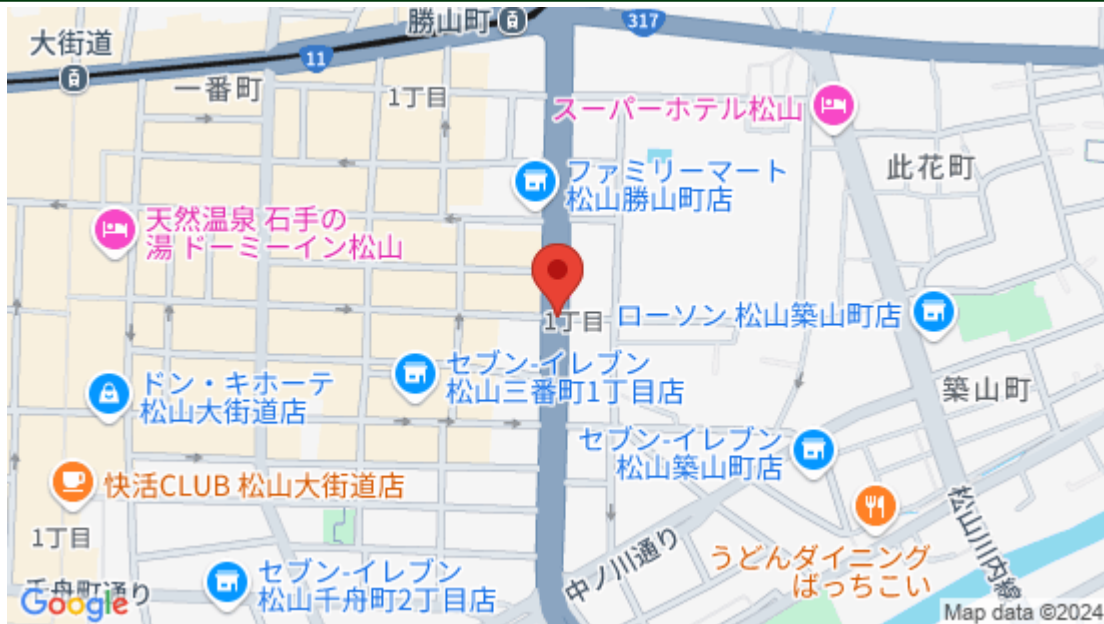 勝山町
317
大街道
11
一番町
1丁目
スーパーホテル松山
此花町
ファミリーマート
松山勝山町店
天然温泉 石手の
湯 ドーミーイン松山
1丁目
ローソン 松山築山町店
セブン-イレブン
松山三番町1丁目店
ドン・キホーテ
松山大街道店
築山町
セブン-イレブン
松山築山町店
快活CLUB 松山大街道店
1丁目
松山川内線
中ノ川通り
うどんダイニング
ばっちこい
千舟町通り
セブン-イレブン
松山千舟町2丁目店
Google
Map data ©2024